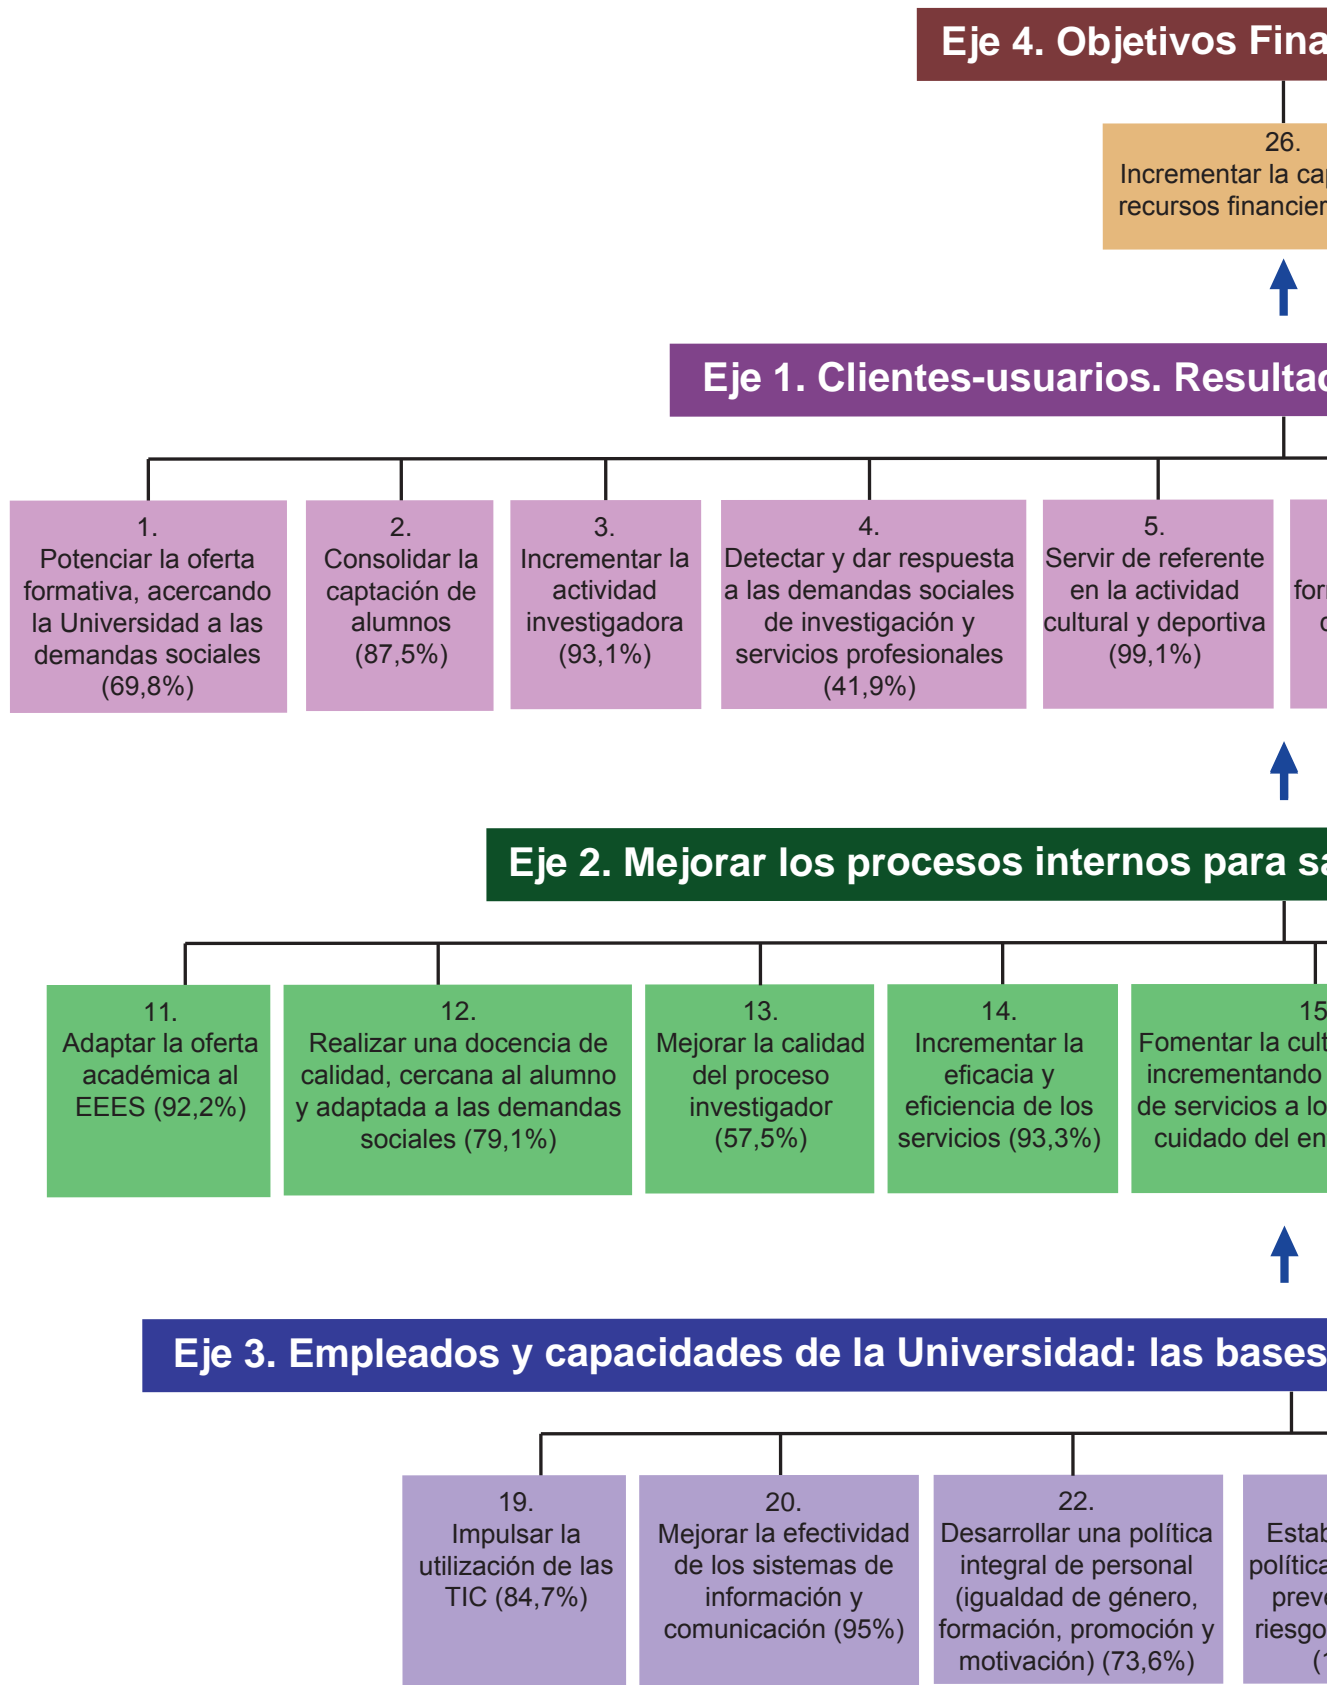 Eje 4. Objetivos Fina
26.
Incrementar la ca
recursos financier
Eje 1. Clientes-usuarios. Resulta
1.
Potenciar la oferta
formativa, acercando
la Universidad a las
demandas sociales
(69,8%)
2.
Consolidar la
captación de
alumnos
(87,5%)
3.
Incrementar la
actividad
investigadora
(93,1%)
4.
Detectar y dar respuesta
a las demandas sociales
de investigación y
servicios profesionales
(41,9%)
5.
Servir de referente
en la actividad
cultural y deportiva
(99,1%)
for
Eje 2. Mejorar los procesos internos para sa
11.
Adaptar la oferta
académica al
EEES (92,2%)
12.
Realizar una docencia de
calidad, cercana al alumno
y adaptada a las demandas
sociales (79,1%)
13.
Mejorar la calidad
del proceso
investigador
(57,5%)
14.
Incrementar la
eficacia y
eficiencia de los
servicios (93,3%)
15
Fomentar la cult
incrementando
de servicios a lo
cuidado del en
Eje 3. Empleados y capacidades de la Universidad: las bases
19.
Impulsar la
utilización de las
TIC (84,7%)
20.
Mejorar la efectividad
de los sistemas de
información y
comunicación (95%)
22.
Desarrollar una política
integral de personal
(igualdad de género,
formación, promoción y
motivación) (73,6%)
Estab
política
prev
riesgo
(1